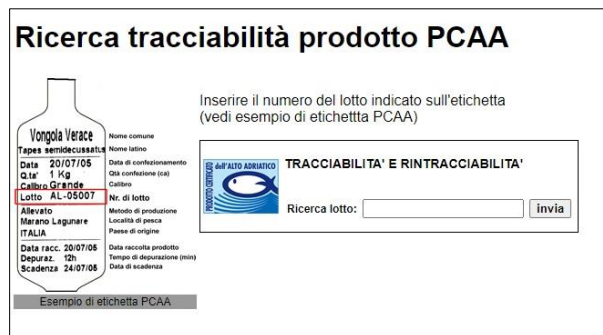 Ricerca tracciabilità prodotto PCAA
Inserire il numero del lotto indicato sull'etichetta
(vedi esempio di etichettta PCAA)
Vongola Verace Nome comune
Tapes semidecussatus Nome latino
Data 20/07/05 Data di confezionamento
Q.ta' 1 Kg Qtà confezione (ca)
Calibro Grande Calibro
Lotto AL-05007 Nr. di lotto
Allevato Metodo di produzione
Marano Lagunare Località di pesca
ITALIA Paese di origine
Data racc. 20/07/05 Data raccolta prodotto
Depuraz. 12h Tempo di depurazione (min)
Scadenza 24/07/05 Data di scadenza
Esempio di etichetta PCAA
PRODOTTO CERTIFICATO
dell'ALTO ADRIATICO
TRACCIABILITA' E RINTRACCIABILITA'
Ricerca lotto: invia